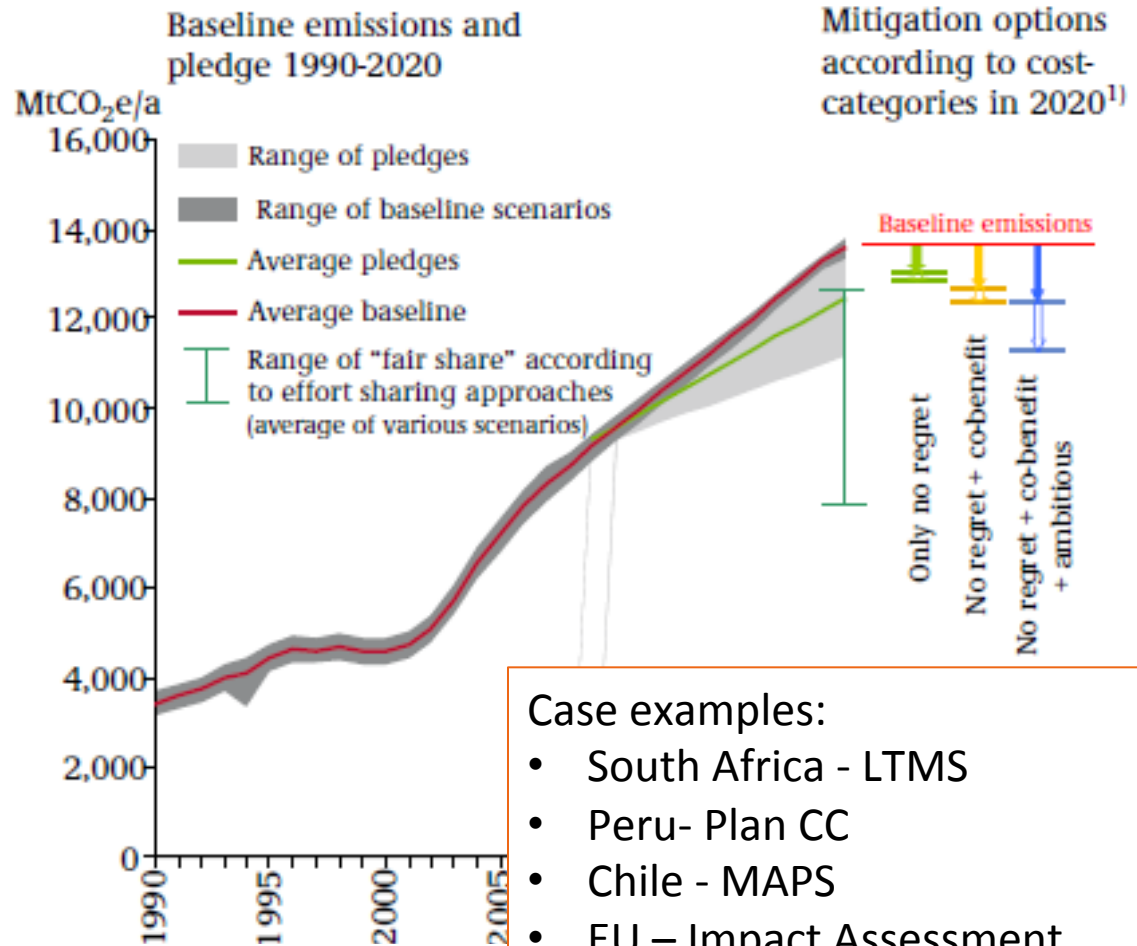 Baseline emissions and
pledge 1990-2020
Mitigation options
according to cost-
categories in 2020¹⁾
MtCO₂e/a
16,000
14,000
12,000
10,000
8,000
6,000
4,000
2,000
0
Range of pledges
Range of baseline scenarios
Average pledges
Average baseline
Range of "fair share" according
to effort sharing approaches
(average of various scenarios)
Baseline emissions
Only no regret
No regret + co-benefit
No regret + co-benefit
+ ambitious
1990
1995
2000
2005
Case examples:
• South Africa - LTMS
• Peru- Plan CC
• Chile - MAPS
• EU – Impact Assessment